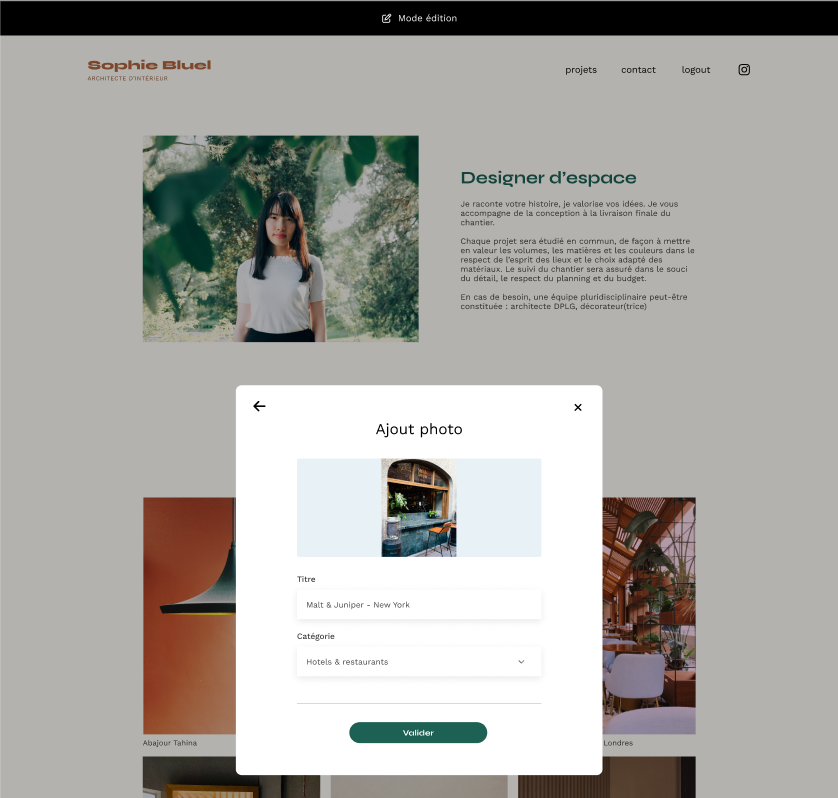 Mode édition
Sophie Bluel
ARCHITECTE D'INTÉRIEUR
projets
contact
logout
Designer d'espace
Je raconte votre histoire, je valorise vos idées. Je vous
accompagne de la conception à la livraison finale du
chantier.
Chaque projet sera étudié en commun, de façon à mettre
en valeur les volumes, les matières et les couleurs dans le
respect de l'esprit des lieux et le choix adapté des
matériaux. Le suivi du chantier sera assuré dans le souci
du détail, le respect du planning et du budget.
En cas de besoin, une équipe pluridisciplinaire peut-être
constituée : architecte DPLG, décorateur(trice)
Ajout photo
Titre
Malt & Juniper - New York
Catégorie
Hotels & restaurants
Valider
Abajour Tahina
Londres